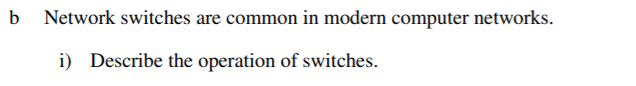 b Network switches are common in modern computer networks.
i) Describe the operation of switches.